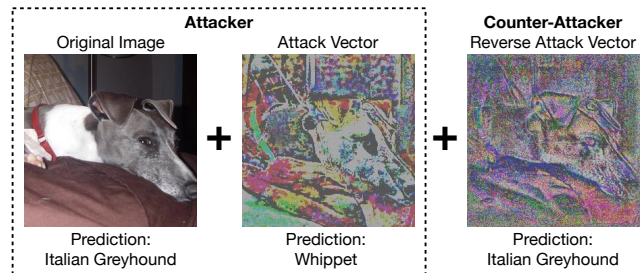 Attacker
Original Image
Attack Vector
+
Prediction:
Italian Greyhound
Prediction:
Whippet
+
Counter-Attacker
Reverse Attack Vector
Prediction:
Italian Greyhound